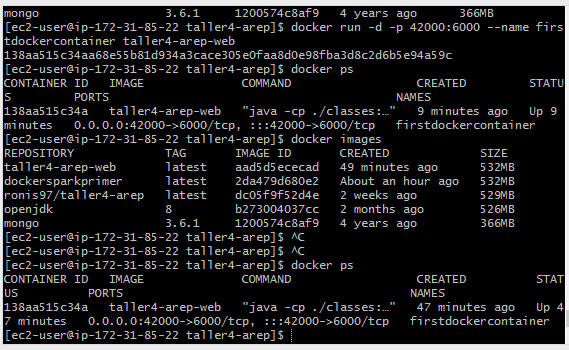 mongo               3.6.1     1200574c8af9   4 years ago      366MB
[ec2-user@ip-172-31-85-22 taller4-arep]$ docker run -d -p 42000:6000 --name firs
tdockercontainer taller4-arep-web
138aa515c34aa68e55b81d934a3cace305e0faa8d0e98fba3d8c2d6b5e94a59c
[ec2-user@ip-172-31-85-22 taller4-arep]$ docker ps
CONTAINER ID   IMAGE              COMMAND                  CREATED         STATU
S         PORTS                                         NAMES
138aa515c34a   taller4-arep-web   "java -cp ./classes:…"   9 minutes ago   Up 9
minutes   0.0.0.0:42000->6000/tcp, :::42000->6000/tcp   firstdockercontainer
[ec2-user@ip-172-31-85-22 taller4-arep]$ docker images
REPOSITORY            TAG       IMAGE ID       CREATED             SIZE
taller4-arep-web      latest    aad5d5ececad   49 minutes ago      532MB
dockersparkprimer     latest    2da479d680e2   About an hour ago   532MB
ronis97/taller4-arep   latest    dc05f9f52d4e   2 weeks ago         529MB
openjdk               8         b273004037cc   2 months ago        526MB
mongo                 3.6.1     1200574c8af9   4 years ago         366MB
[ec2-user@ip-172-31-85-22 taller4-arep]$ ^C
[ec2-user@ip-172-31-85-22 taller4-arep]$ ^C
[ec2-user@ip-172-31-85-22 taller4-arep]$ docker ps
CONTAINER ID   IMAGE              COMMAND                  CREATED          STAT
US          PORTS                                         NAMES
138aa515c34a   taller4-arep-web   "java -cp ./classes:…"   47 minutes ago   Up 4
7 minutes   0.0.0.0:42000->6000/tcp, :::42000->6000/tcp   firstdockercontainer
[ec2-user@ip-172-31-85-22 taller4-arep]$